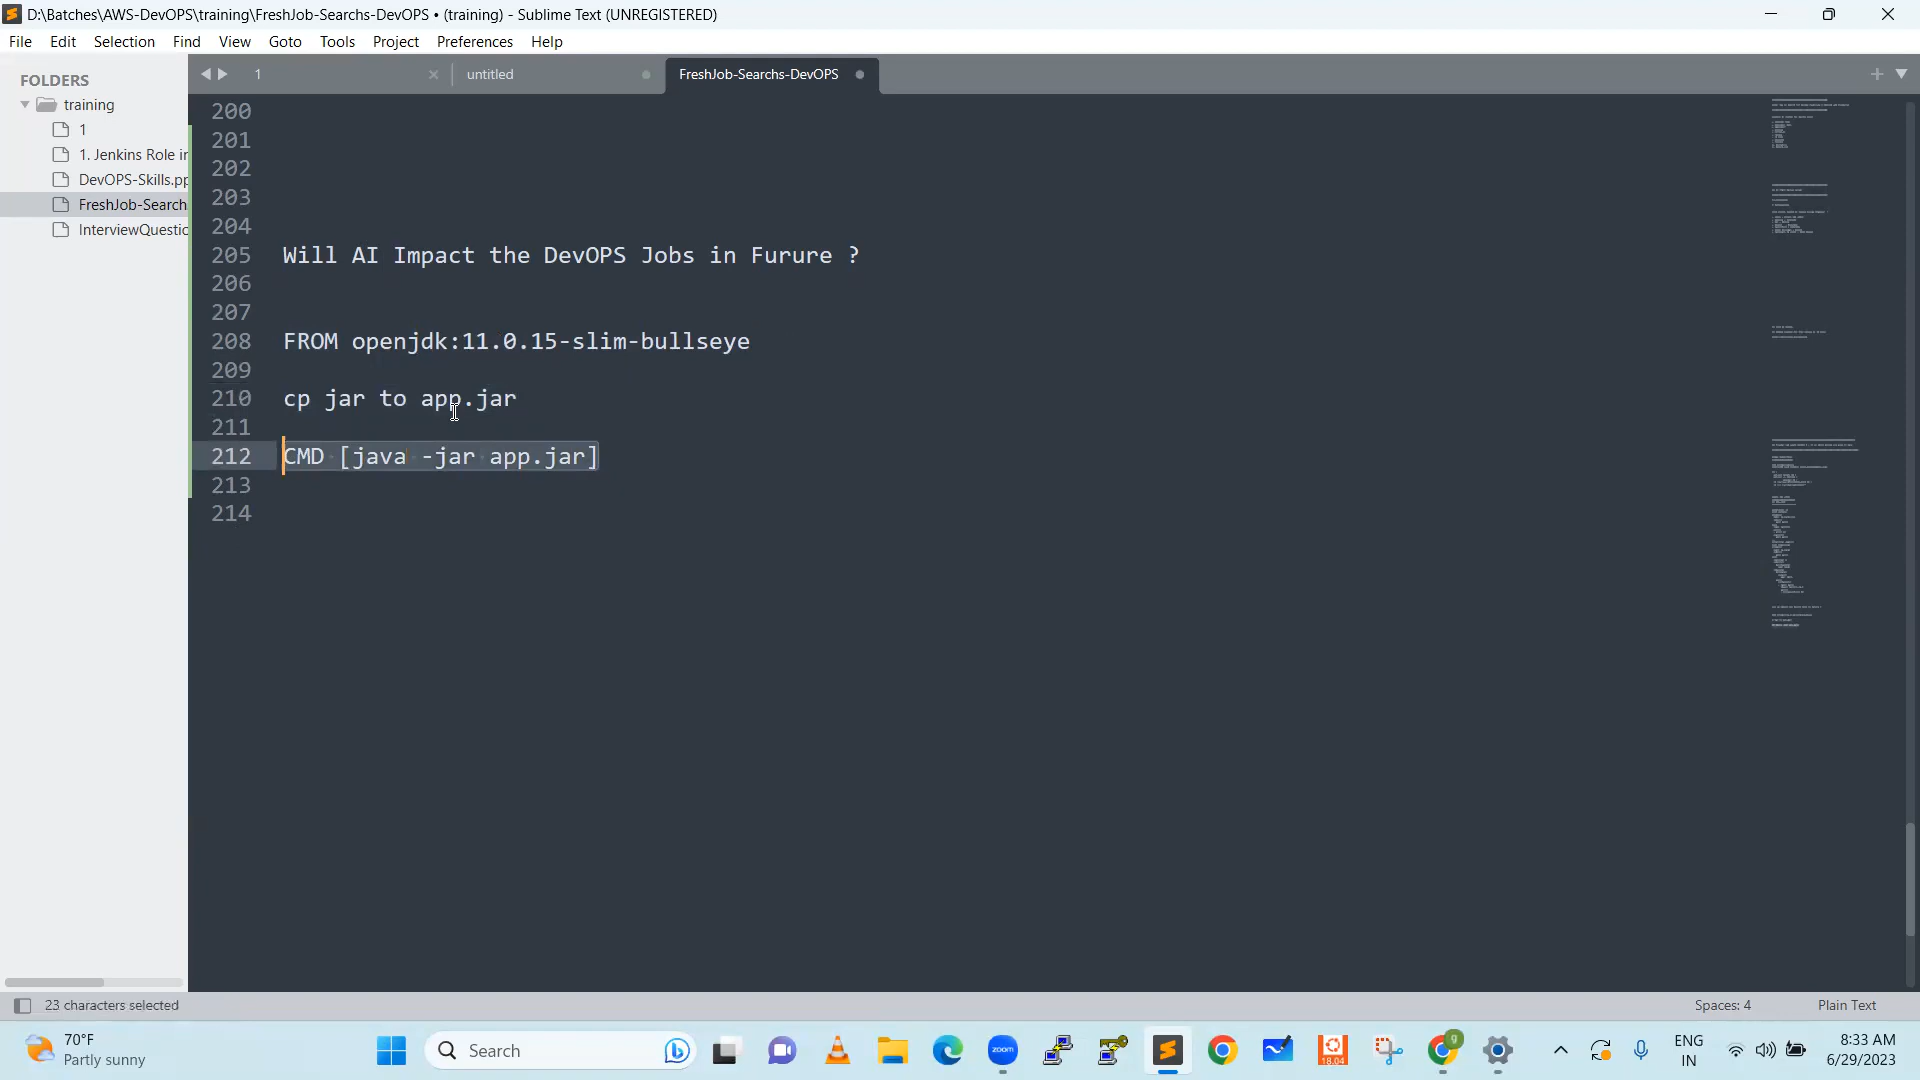 D:\Batches\AWS-DevOPS\training\FreshJob-Searchs-DevOPS • (training) - Sublime Text (UNREGISTERED)
File Edit Selection Find View Goto Tools Project Preferences Help
FOLDERS
training
1
1. Jenkins Role in
DevOPS-Skills.pp
FreshJob-Search
InterviewQuestic
1
untitled
FreshJob-Searchs-DevOPS
200
201
202
203
204
205 Will AI Impact the DevOPS Jobs in Furure ?
206
207
208 FROM openjdk:11.0.15-slim-bullseye
209
210 cp jar to app.jar
211
212 CMD [java -jar app.jar]
213
214
23 characters selected
Spaces: 4
Plain Text
70°F
Partly sunny
Search
zoom
18.04
g
ENG
IN
8:33 AM
6/29/2023